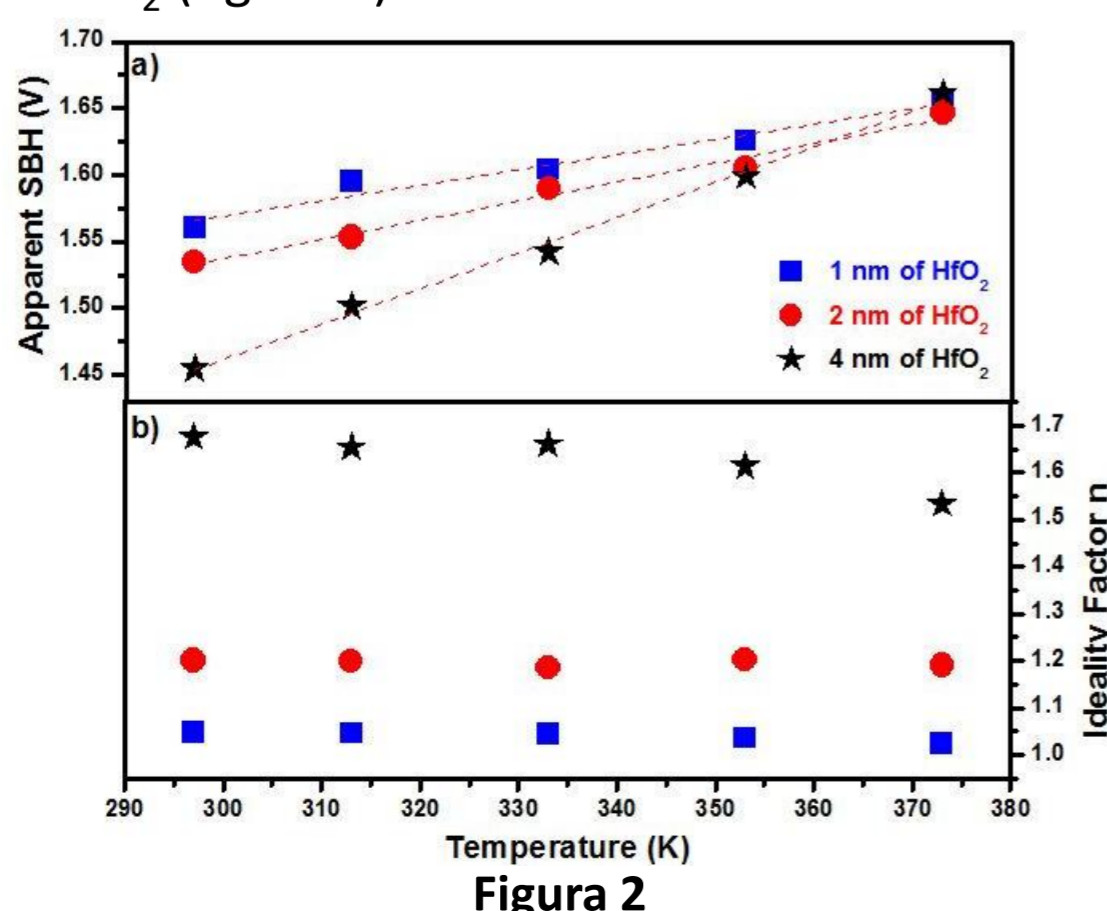 1.70
a)
1.65
1.60
1.55
1.50
1.45
Apparent SBH (V)
1 nm of HfO₂
2 nm of HfO₂
4 nm of HfO₂
b)
1.7
1.6
1.5
1.4
1.3
1.2
1.1
1.0
Ideality Factor n
290 300 310 320 330 340 350 360 370 380
Temperature (K)
Figura 2